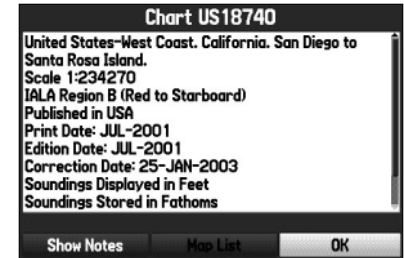 Chart US18740
United States-West Coast. California. San Diego to
Santa Rosa Island.
Scale 1:234270
IALA Region B (Red to Starboard)
Published in USA
Print Date: JUL-2001
Edition Date: JUL-2001
Correction Date: 25-JAN-2003
Soundings Displayed in Feet
Soundings Stored in Fathoms
Show Notes
Map List
OK